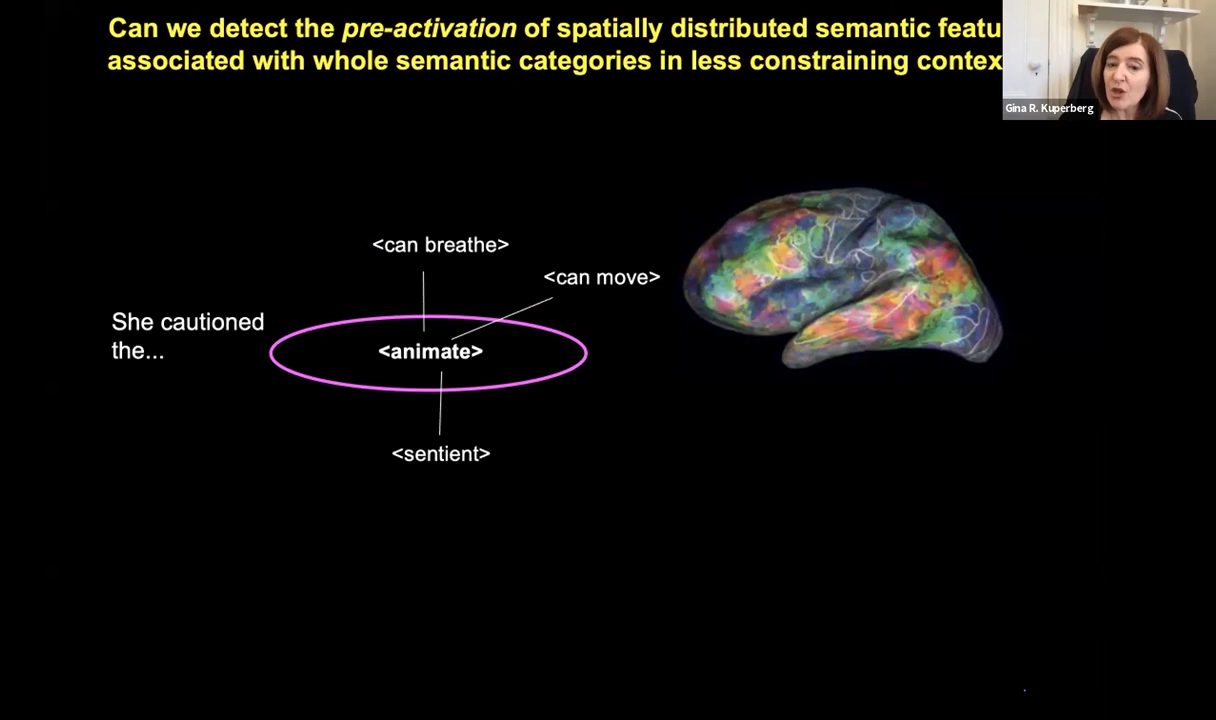 Can we detect the pre-activation of spatially distributed semantic featu
associated with whole semantic categories in less constraining contex
Gina R. Kuperberg
<can breathe>
<can move>
She cautioned
the...
<animate>
<sentient>